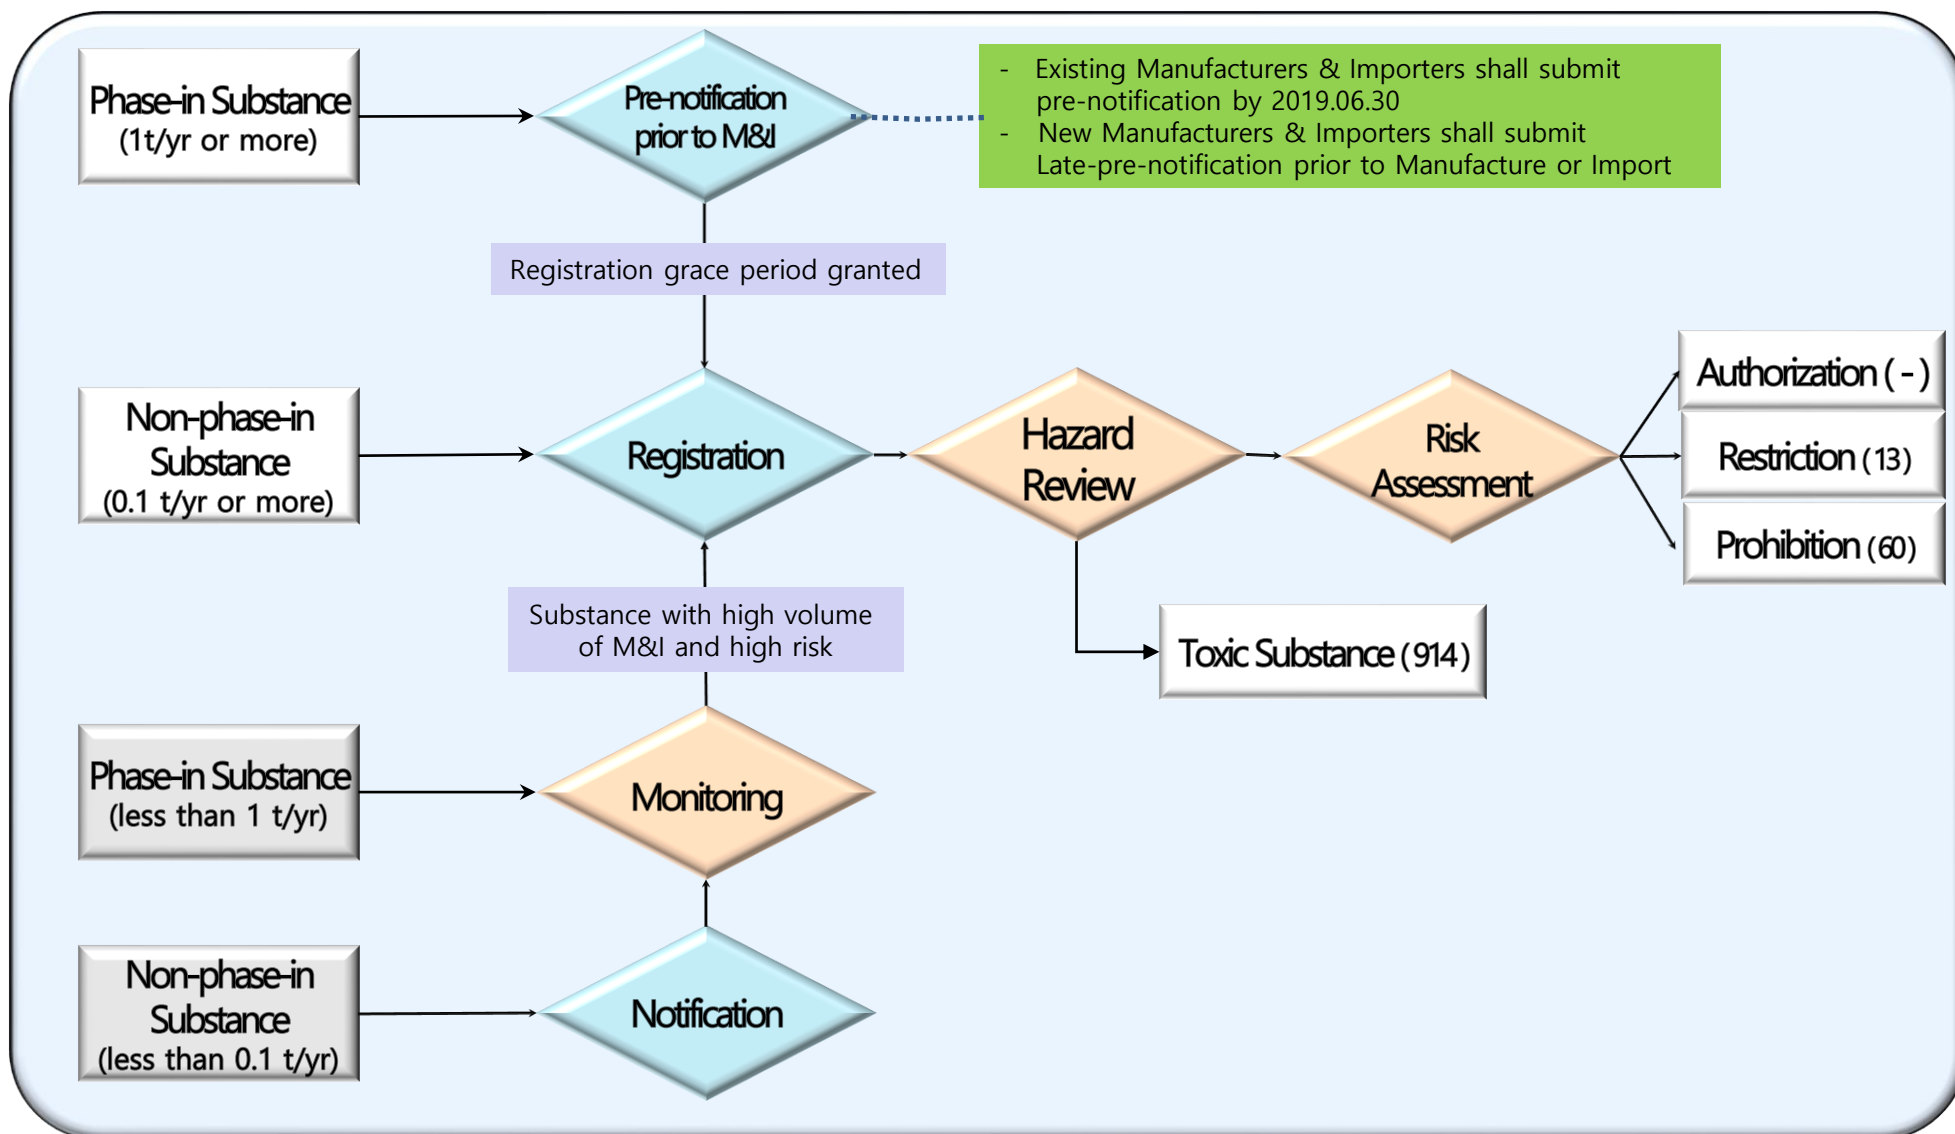 Phase-in Substance
(1t/yr or more)
Pre-notification
prior to M&I
- Existing Manufacturers & Importers shall submit
pre-notification by 2019.06.30
- New Manufacturers & Importers shall submit
Late-pre-notification prior to Manufacture or Import
Registration grace period granted
Non-phase-in
Substance
(0.1 t/yr or more)
Registration
Hazard
Review
Risk
Assessment
Authorization ( - )
Restriction (13)
Prohibition (60)
Substance with high volume
of M&I and high risk
Toxic Substance (914)
Phase-in Substance
(less than 1 t/yr)
Monitoring
Non-phase-in
Substance
(less than 0.1 t/yr)
Notification